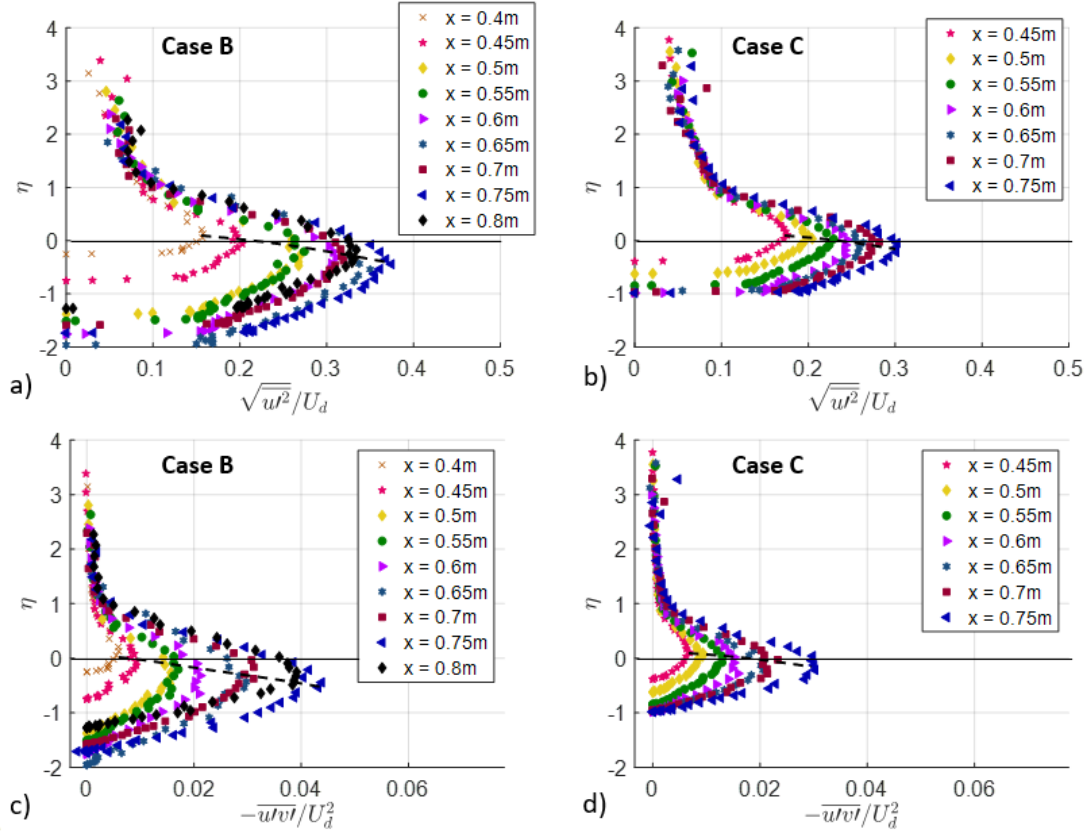 Case B
4
3
2
1
0
-1
-2
η
0
0.1
0.2
0.3
0.4
0.5
√u′² / U_d
a)
x = 0.4m
x = 0.45m
x = 0.5m
x = 0.55m
x = 0.6m
x = 0.65m
x = 0.7m
x = 0.75m
x = 0.8m
Case C
4
3
2
1
0
-1
-2
η
0
0.1
0.2
0.3
0.4
0.5
√u′² / U_d
b)
x = 0.45m
x = 0.5m
x = 0.55m
x = 0.6m
x = 0.65m
x = 0.7m
x = 0.75m
Case B
4
3
2
1
0
-1
-2
η
0
0.02
0.04
0.06
−u′v′ / U_d²
c)
x = 0.4m
x = 0.45m
x = 0.5m
x = 0.55m
x = 0.6m
x = 0.65m
x = 0.7m
x = 0.75m
x = 0.8m
Case C
4
3
2
1
0
-1
-2
η
0
0.02
0.04
0.06
−u′v′ / U_d²
d)
x = 0.45m
x = 0.5m
x = 0.55m
x = 0.6m
x = 0.65m
x = 0.7m
x = 0.75m